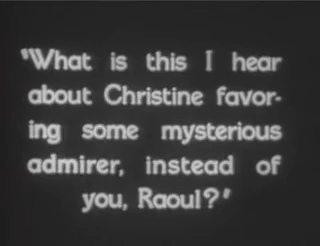 "What is this I hear
about Christine favor-
ing some mysterious
admirer, instead of
you, Raoul?"